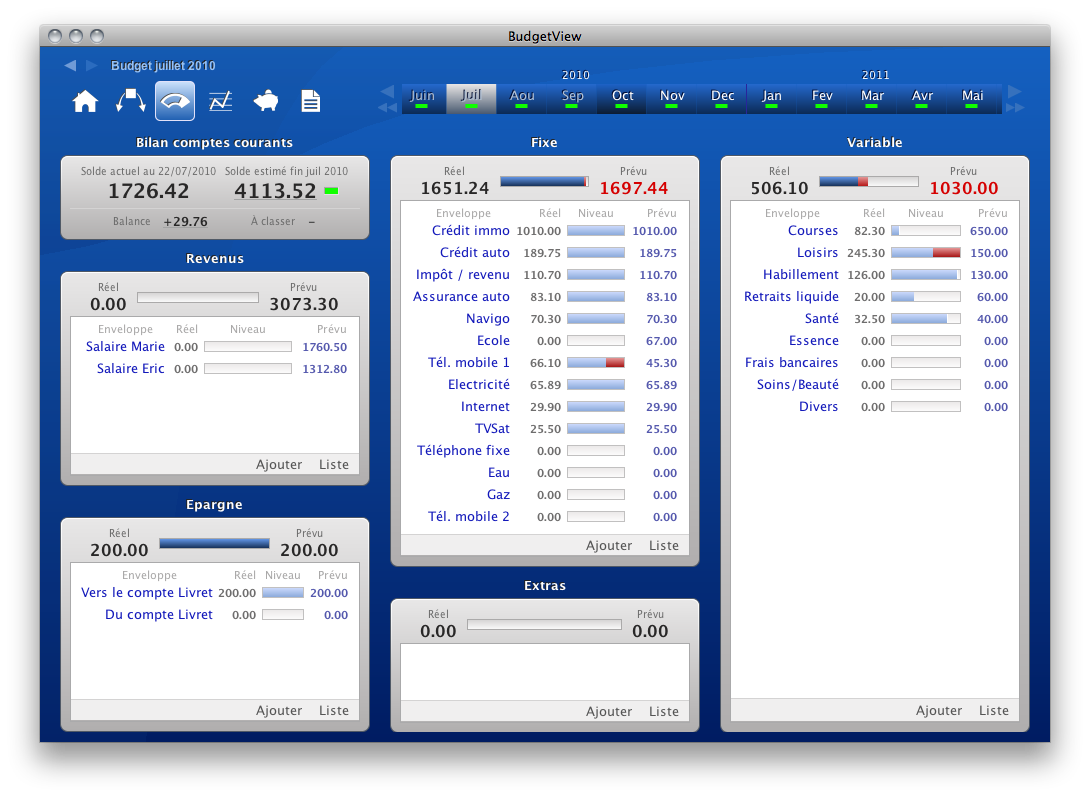 BudgetView
Budget juillet 2010
2010 2011
Juin Juil Aou Sep Oct Nov Dec Jan Fev Mar Avr Mai
Bilan comptes courants
Solde actuel au 22/07/2010 Solde estimé fin juil 2010
1726.42 4113.52
Balance +29.76 À classer –
Revenus
Réel Prévu
0.00 3073.30
Enveloppe Réel Niveau Prévu
Salaire Marie 0.00 1760.50
Salaire Eric 0.00 1312.80
Ajouter Liste
Epargne
Réel Prévu
200.00 200.00
Enveloppe Réel Niveau Prévu
Vers le compte Livret 200.00 200.00
Du compte Livret 0.00 0.00
Ajouter Liste
Fixe
Réel Prévu
1651.24 1697.44
Enveloppe Réel Niveau Prévu
Crédit immo 1010.00 1010.00
Crédit auto 189.75 189.75
Impôt / revenu 110.70 110.70
Assurance auto 83.10 83.10
Navigo 70.30 70.30
Ecole 0.00 67.00
Tél. mobile 1 66.10 45.30
Electricité 65.89 65.89
Internet 29.90 29.90
TVSat 25.50 25.50
Téléphone fixe 0.00 0.00
Eau 0.00 0.00
Gaz 0.00 0.00
Tél. mobile 2 0.00 0.00
Ajouter Liste
Extras
Réel Prévu
0.00 0.00
Ajouter Liste
Variable
Réel Prévu
506.10 1030.00
Enveloppe Réel Niveau Prévu
Courses 82.30 650.00
Loisirs 245.30 150.00
Habillement 126.00 130.00
Retraits liquide 20.00 60.00
Santé 32.50 40.00
Essence 0.00 0.00
Frais bancaires 0.00 0.00
Soins/Beauté 0.00 0.00
Divers 0.00 0.00
Ajouter Liste